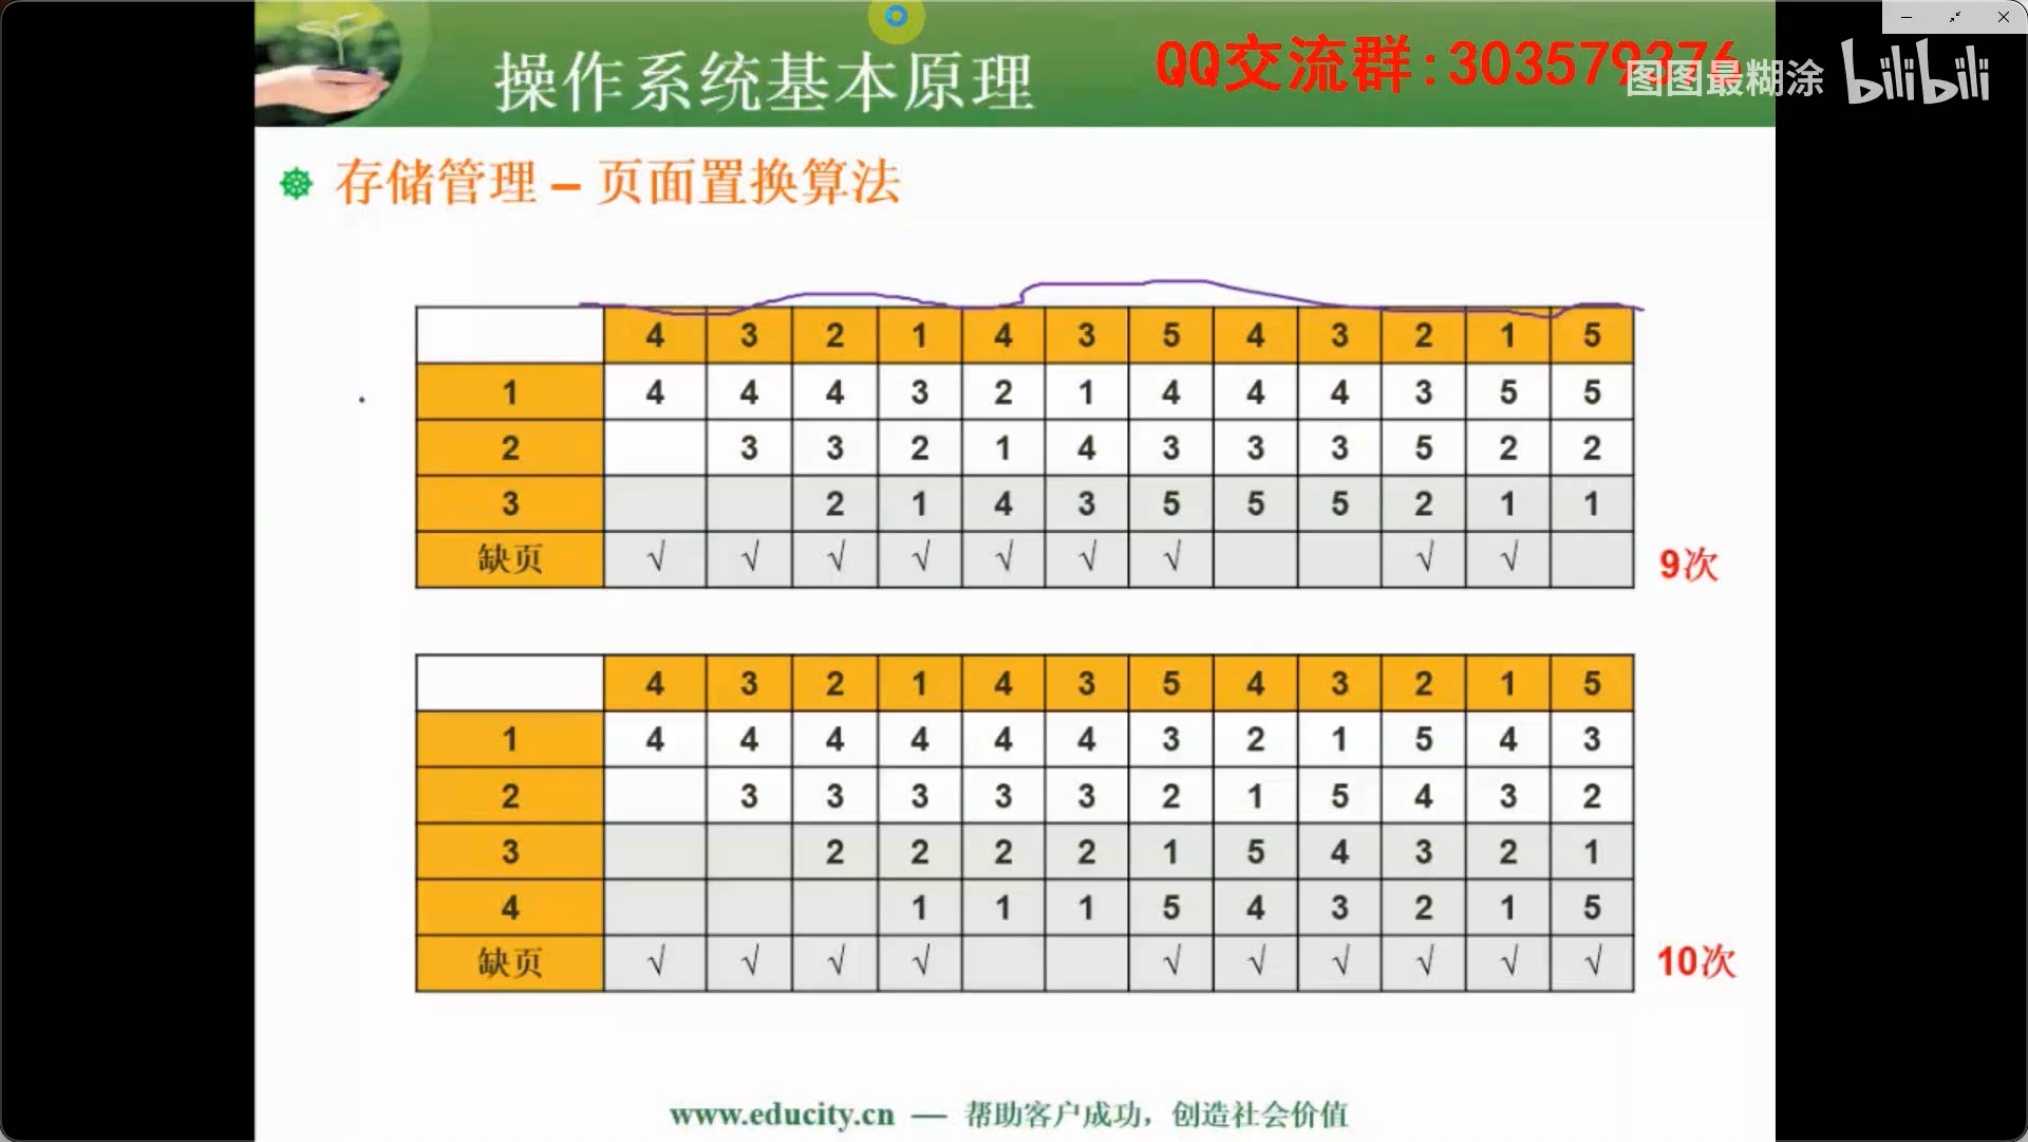 操作系统基本原理
QQ交流群:303579376
图图最糊涂 bilibili
存储管理 – 页面置换算法
4 3 2 1 4 3 5 4 3 2 1 5
1 4 4 4 3 2 1 4 4 4 3 5 5
2 3 3 2 1 4 3 3 3 5 2 2
3 2 1 4 3 5 5 5 2 1 1
缺页 √ √ √ √ √ √ √ √ √
9次
4 3 2 1 4 3 5 4 3 2 1 5
1 4 4 4 4 4 4 3 2 1 5 4 3
2 3 3 3 3 3 2 1 5 4 3 2
3 2 2 2 2 1 5 4 3 2 1
4 1 1 1 5 4 3 2 1 5
缺页 √ √ √ √ √ √ √ √ √ √
10次
www.educity.cn — 帮助客户成功，创造社会价值